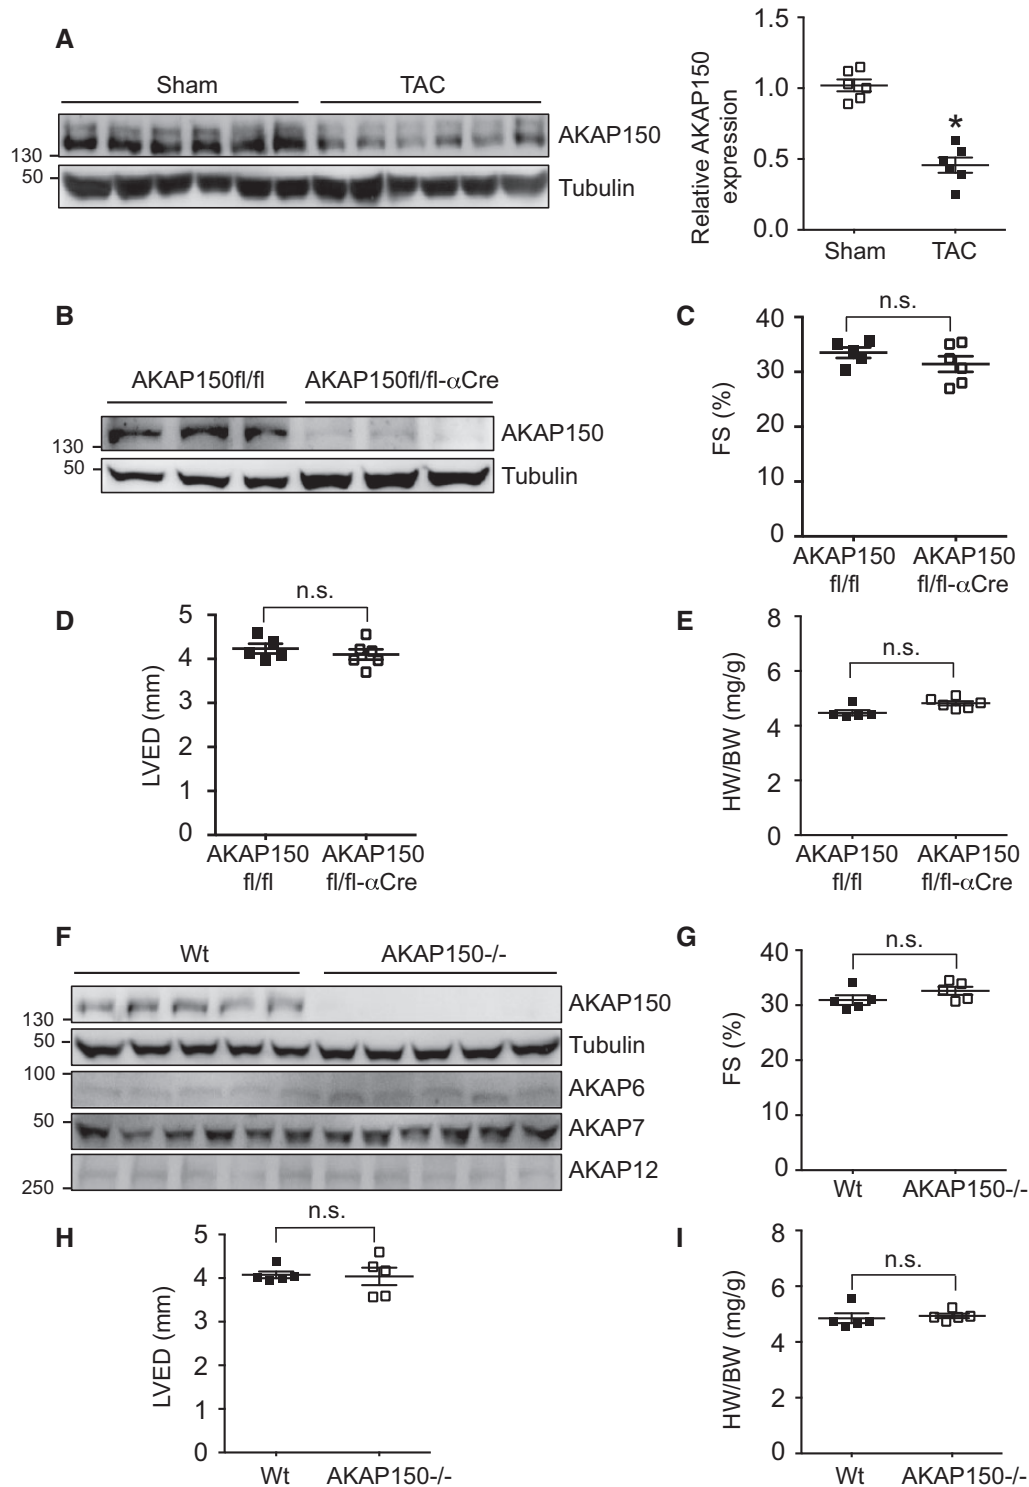 A
Sham
TAC
130
50
AKAP150
Tubulin
Relative AKAP150
expression
1.5
1.0
0.5
0.0
*
Sham
TAC
B
AKAP150fl/fl
AKAP150fl/fl-αCre
130
50
AKAP150
Tubulin
C
n.s.
FS (%)
40
30
20
10
0
AKAP150
fl/fl
AKAP150
fl/fl-αCre
D
n.s.
LVED (mm)
5
4
3
2
1
0
AKAP150
fl/fl
AKAP150
fl/fl-αCre
E
n.s.
HW/BW (mg/g)
8
6
4
2
0
AKAP150
fl/fl
AKAP150
fl/fl-αCre
F
Wt
AKAP150-/-
130
50
100
50
250
AKAP150
Tubulin
AKAP6
AKAP7
AKAP12
G
n.s.
FS (%)
40
30
20
10
0
Wt
AKAP150-/-
H
n.s.
LVED (mm)
5
4
3
2
1
0
Wt
AKAP150-/-
I
n.s.
HW/BW (mg/g)
8
6
4
2
0
Wt
AKAP150-/-